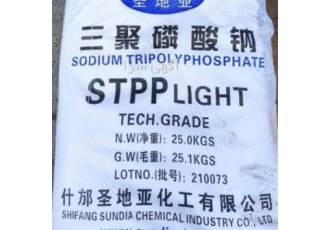 圣地亚
三聚磷酸钠
SODIUM TRIPOLYPHOSPHATE
آگهی سرا
STPP LIGHT
TECH.GRADE
N.W(净重): 25.0KGS
G.W(毛重): 25.1KGS
LOTNO.(批号): 210073
什邡圣地亚化工有限公司
SHIFANG SUNDIA CHEMICAL INDUSTRY CO., LTD